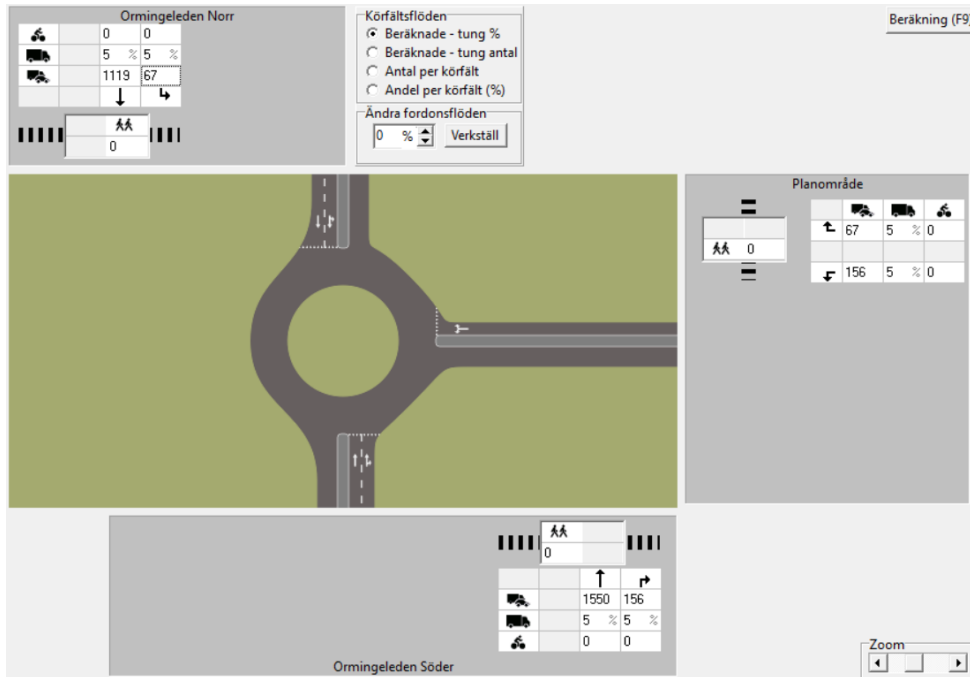 Ormingeleden Norr
0 0
5 % 5 %
1119 67
0
Körfältsflöden
Beräknade - tung %
Beräknade - tung antal
Antal per körfält
Andel per körfält (%)
Ändra fordonsflöden
0 % Verkställ
Beräkning (F9)
Planområde
67 5 % 0
0
156 5 % 0
0
1550 156
5 % 5 %
0 0
Ormingeleden Söder
Zoom